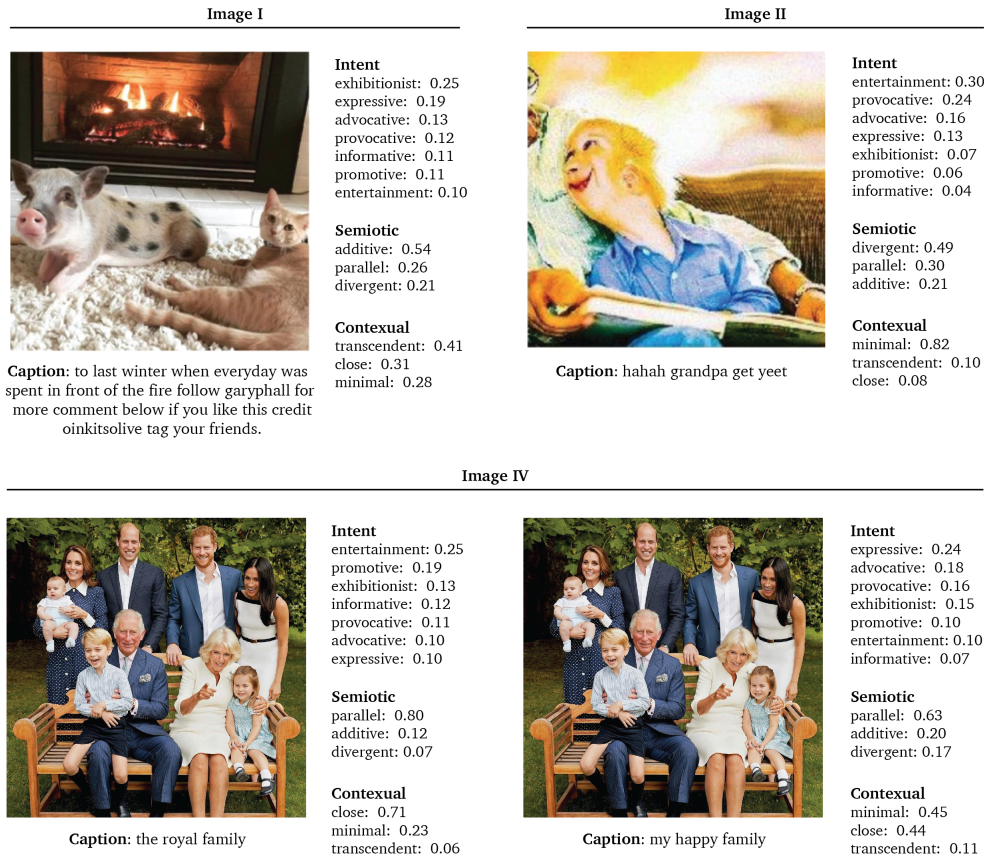 Image I
Intent
exhibitionist: 0.25
expressive: 0.19
advocative: 0.13
provocative: 0.12
informative: 0.11
promotive: 0.11
entertainment: 0.10
Semiotic
additive: 0.54
parallel: 0.26
divergent: 0.21
Contexual
transcendent: 0.41
close: 0.31
minimal: 0.28
Caption: to last winter when everyday was
spent in front of the fire follow garyphall for
more comment below if you like this credit
oinkitsolive tag your friends.
Image II
Intent
entertainment: 0.30
provocative: 0.24
advocative: 0.16
expressive: 0.13
exhibitionist: 0.07
promotive: 0.06
informative: 0.04
Semiotic
divergent: 0.49
parallel: 0.30
additive: 0.21
Contexual
minimal: 0.82
transcendent: 0.10
close: 0.08
Caption: hahah grandpa get yeet
Image IV
Intent
entertainment: 0.25
promotive: 0.19
exhibitionist: 0.13
informative: 0.12
provocative: 0.11
advocative: 0.10
expressive: 0.10
Semiotic
parallel: 0.80
additive: 0.12
divergent: 0.07
Contexual
close: 0.71
minimal: 0.23
transcendent: 0.06
Caption: the royal family
Intent
expressive: 0.24
advocative: 0.18
provocative: 0.16
exhibitionist: 0.15
promotive: 0.10
entertainment: 0.10
informative: 0.07
Semiotic
parallel: 0.63
additive: 0.20
divergent: 0.17
Contexual
minimal: 0.45
close: 0.44
transcendent: 0.11
Caption: my happy family